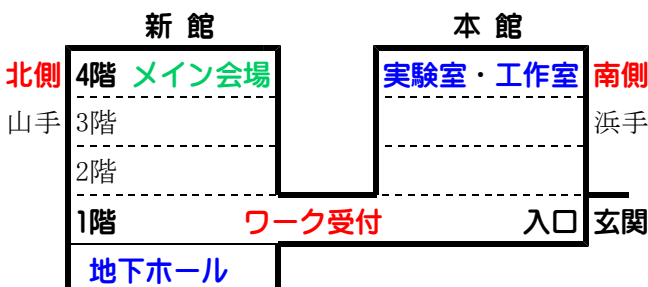 新館 本館
北側 4階 メイン会場 実験室・工作室 南側
山手 3階 浜手
2階
1階 ワーク受付 入口 玄関
地下ホール